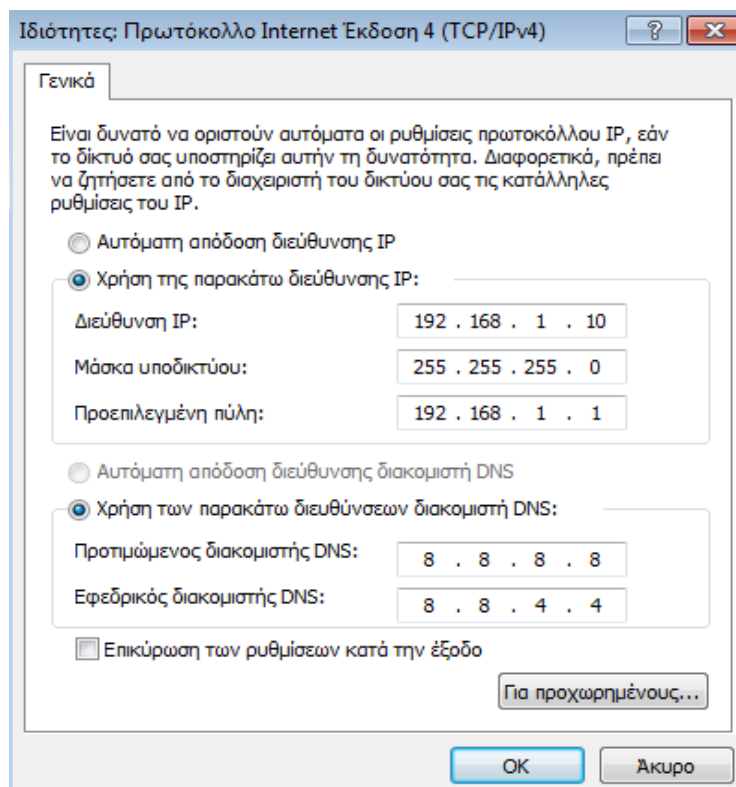 Ιδιότητες: Πρωτόκολλο Internet Έκδοση 4 (TCP/IPv4)
?
Γενικά
Είναι δυνατό να οριστούν αυτόματα οι ρυθμίσεις πρωτοκόλλου IP, εάν
το δίκτυό σας υποστηρίζει αυτήν τη δυνατότητα. Διαφορετικά, πρέπει
να ζητήσετε από το διαχειριστή του δικτύου σας τις κατάλληλες
ρυθμίσεις του IP.
Αυτόματη απόδοση διεύθυνσης IP
Χρήση της παρακάτω διεύθυνσης IP:
Διεύθυνση IP: 192 . 168 . 1 . 10
Μάσκα υποδικτύου: 255 . 255 . 255 . 0
Προεπιλεγμένη πύλη: 192 . 168 . 1 . 1
Αυτόματη απόδοση διεύθυνσης διακομιστή DNS
Χρήση των παρακάτω διευθύνσεων διακομιστή DNS:
Προτιμώμενος διακομιστής DNS: 8 . 8 . 8 . 8
Εφεδρικός διακομιστής DNS: 8 . 8 . 4 . 4
Επικύρωση των ρυθμίσεων κατά την έξοδο
Για προχωρημένους...
OK Άκυρο